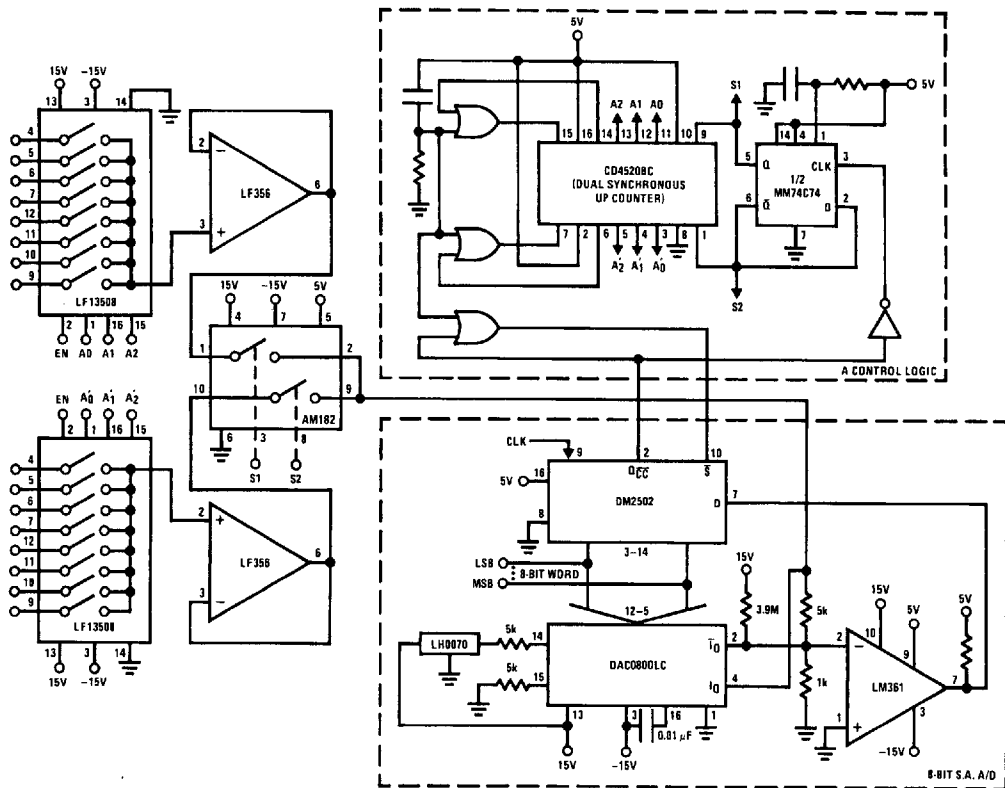 5V
A2 A1 A0
S1
5V
15 16 14 13 12 11 10 9
14 4 1
CD4520BC
(DUAL SYNCHRONOUS
UP COUNTER)
5 Q CLK 3
1/2
MM74C74
6 Q̄ D 2
7
7 2 6 5 4 3 8 1
A'2 A'1 A'0
S2
A CONTROL LOGIC
15V -15V
13 3 14
4
5
6
7
12
11
10
9
LF13508
2 1 16 15
EN A0 A1 A2
2 −
LF356
6
3 +
15V -15V 5V
4 7 5
1 2
10 9
AM182
6 3 8
S1 S2
EN A'0 A'1 A'2
2 1 16 15
4
5
6
7
12
11
10
9
LF13508
13 3 14
15V -15V
2 +
LF356
6
3 −
CLK 9 2 10
Q̅C̅C̅ S̄
5V 16
DM2502
D 7
8
3-14
LSB
8-BIT WORD
MSB
12-5
15V
3.9M
5k
LH0070
5k 14
5k 15
DAC0800LC
ĪO 2
IO 4
13 3 16 1
0.01 µF
15V -15V
1k
15V 5V 5V
10 9
2 −
LM361
7
1 +
3
-15V
8-BIT S.A. A/D